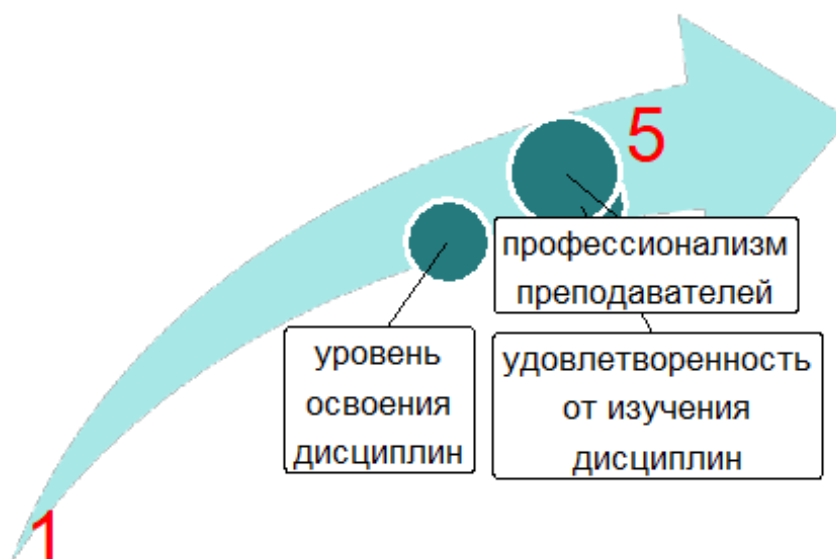 5
профессионализм
преподавателей
уровень
освоения
дисциплин
удовлетворенность
от изучения
дисциплин
1